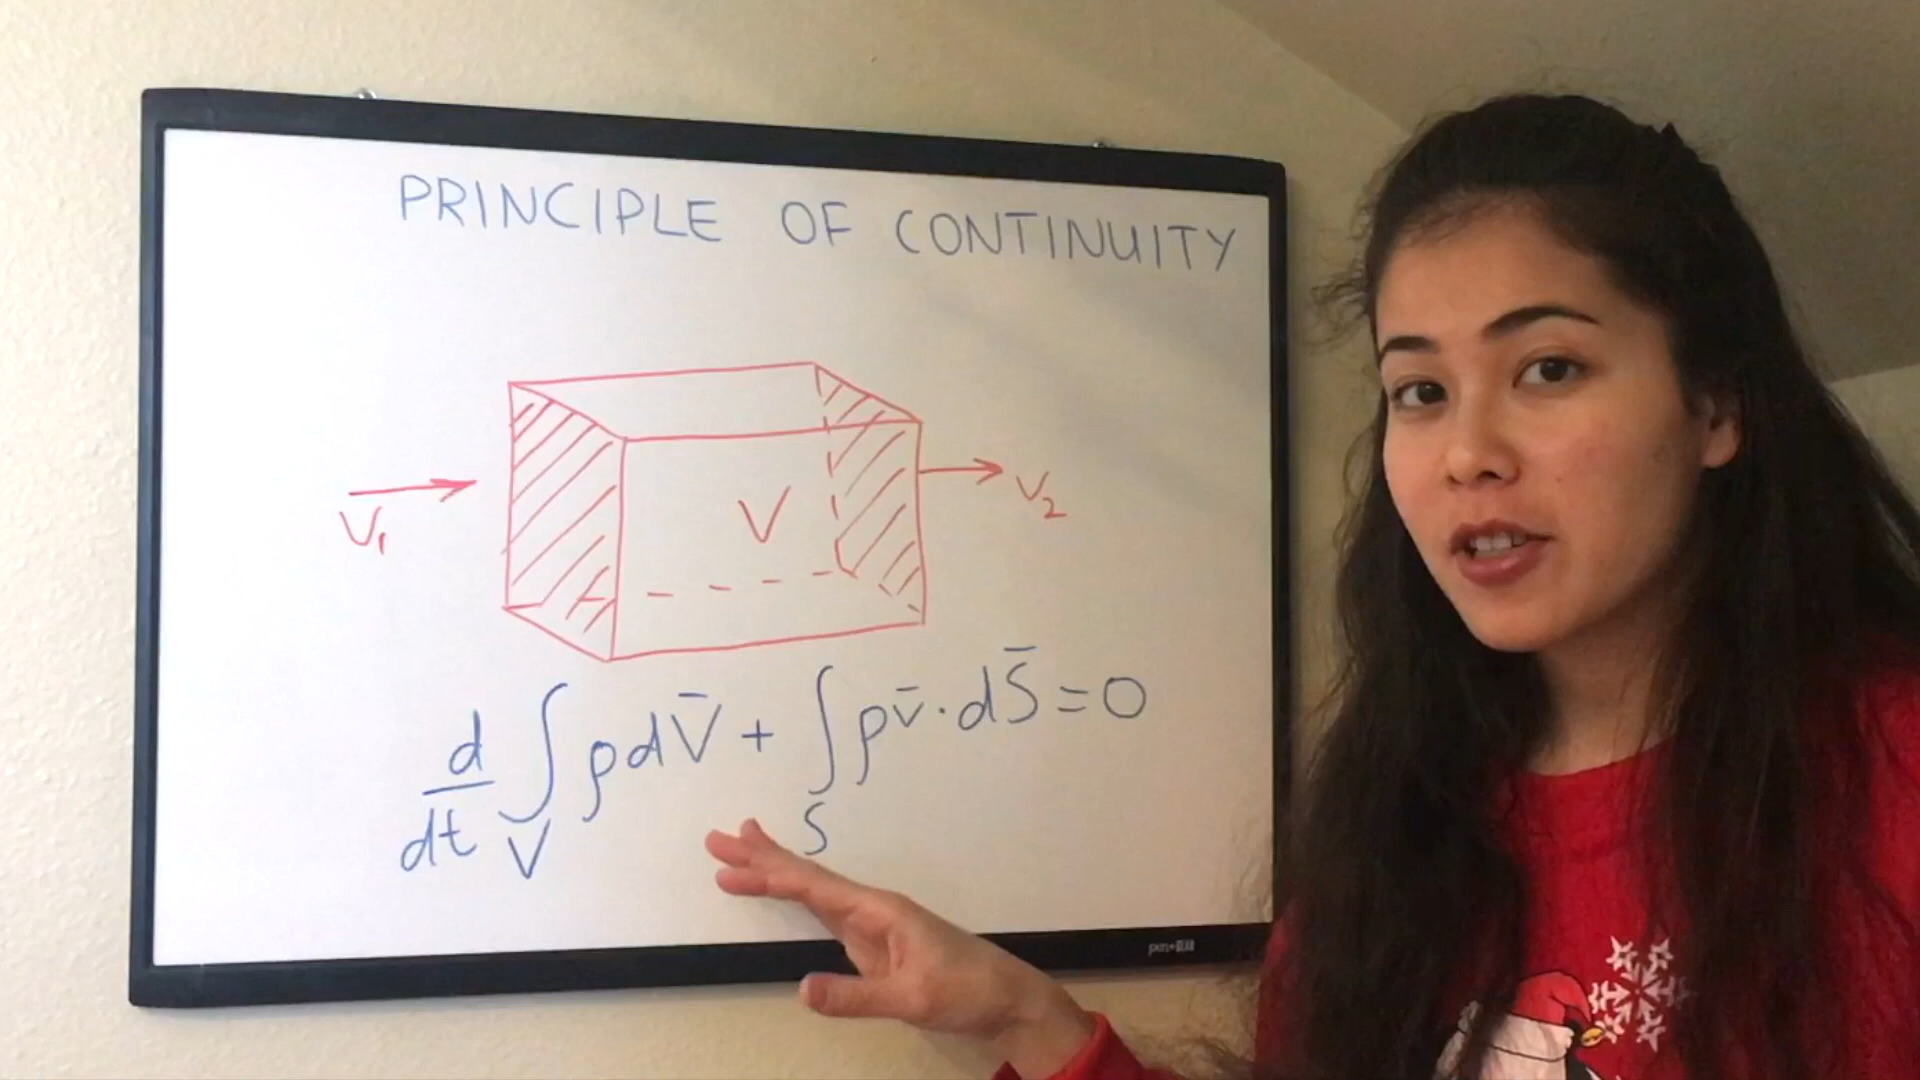 PRINCIPLE OF CONTINUITY
V₁
V
V₂
d/dt ∫_V ρ dV̄ + ∫_S ρ v̄ · dS̄ = 0